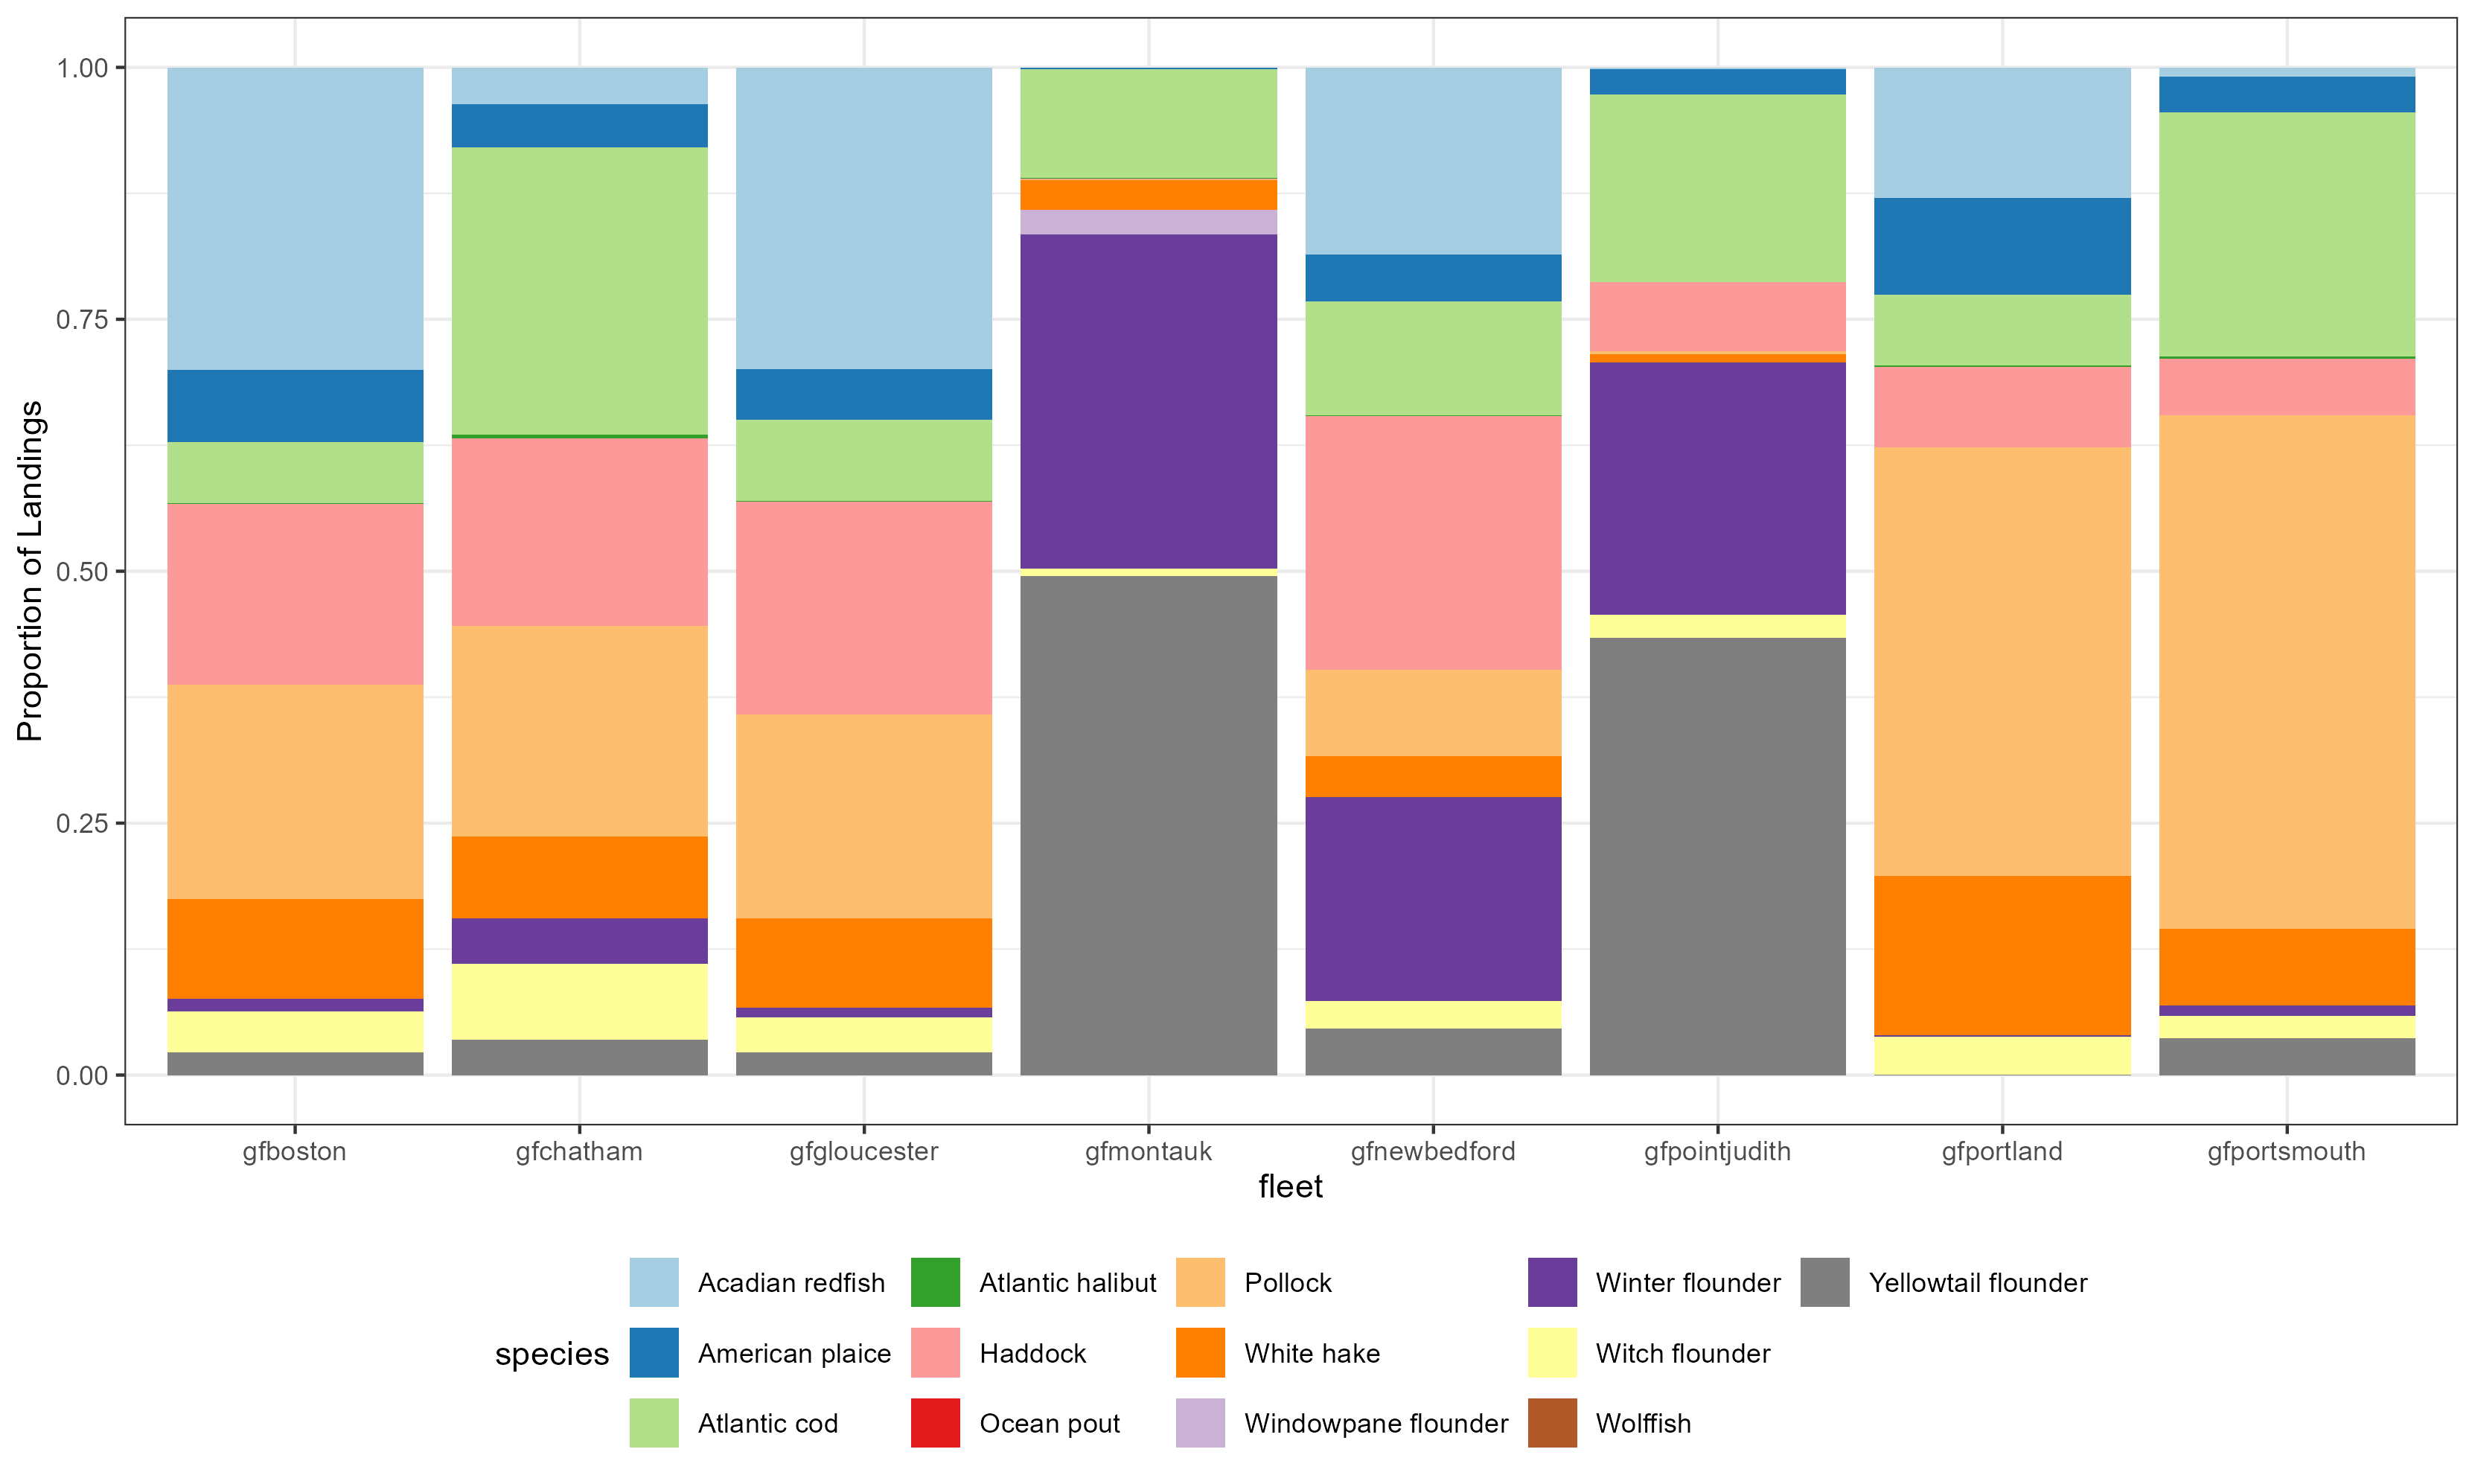 1.00
0.75
0.50
0.25
0.00
Proportion of Landings
gfboston gfchatham gfgloucester gfmontauk gfnewbedford gfpointjudith gfportland gfportsmouth
fleet
species
Acadian redfish Atlantic halibut Pollock Winter flounder Yellowtail flounder
American plaice Haddock White hake Witch flounder
Atlantic cod Ocean pout Windowpane flounder Wolffish